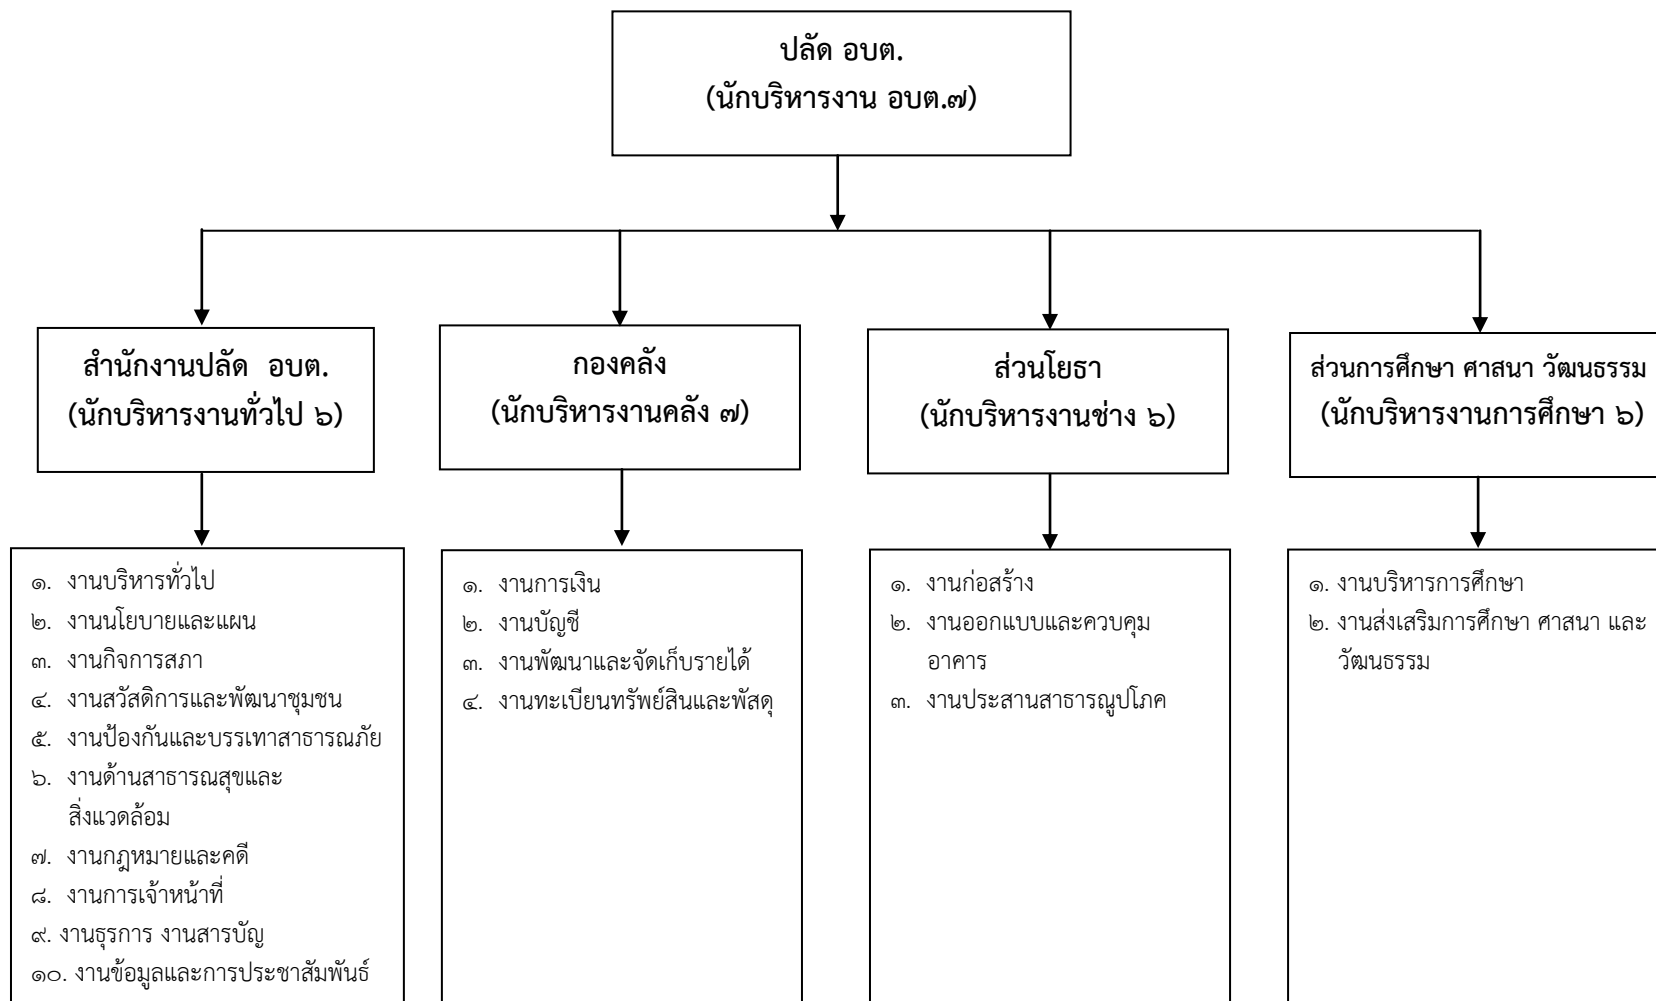 ปลัด อบต.
(นักบริหารงาน อบต.๗)
สำนักงานปลัด อบต.
(นักบริหารงานทั่วไป ๖)
กองคลัง
(นักบริหารงานคลัง ๗)
ส่วนโยธา
(นักบริหารงานช่าง ๖)
ส่วนการศึกษา ศาสนา วัฒนธรรม
(นักบริหารงานการศึกษา ๖)
๑. งานบริหารทั่วไป
๒. งานนโยบายและแผน
๓. งานกิจการสภา
๔. งานสวัสดิการและพัฒนาชุมชน
๕. งานป้องกันและบรรเทาสาธารณภัย
๖. งานด้านสาธารณสุขและ
สิ่งแวดล้อม
๗. งานกฎหมายและคดี
๘. งานการเจ้าหน้าที่
๙. งานธุรการ งานสารบัญ
๑๐. งานข้อมูลและการประชาสัมพันธ์
๑. งานการเงิน
๒. งานบัญชี
๓. งานพัฒนาและจัดเก็บรายได้
๔. งานทะเบียนทรัพย์สินและพัสดุ
๑. งานก่อสร้าง
๒. งานออกแบบและควบคุม
อาคาร
๓. งานประสานสาธารณูปโภค
๑. งานบริหารการศึกษา
๒. งานส่งเสริมการศึกษา ศาสนา และ
วัฒนธรรม